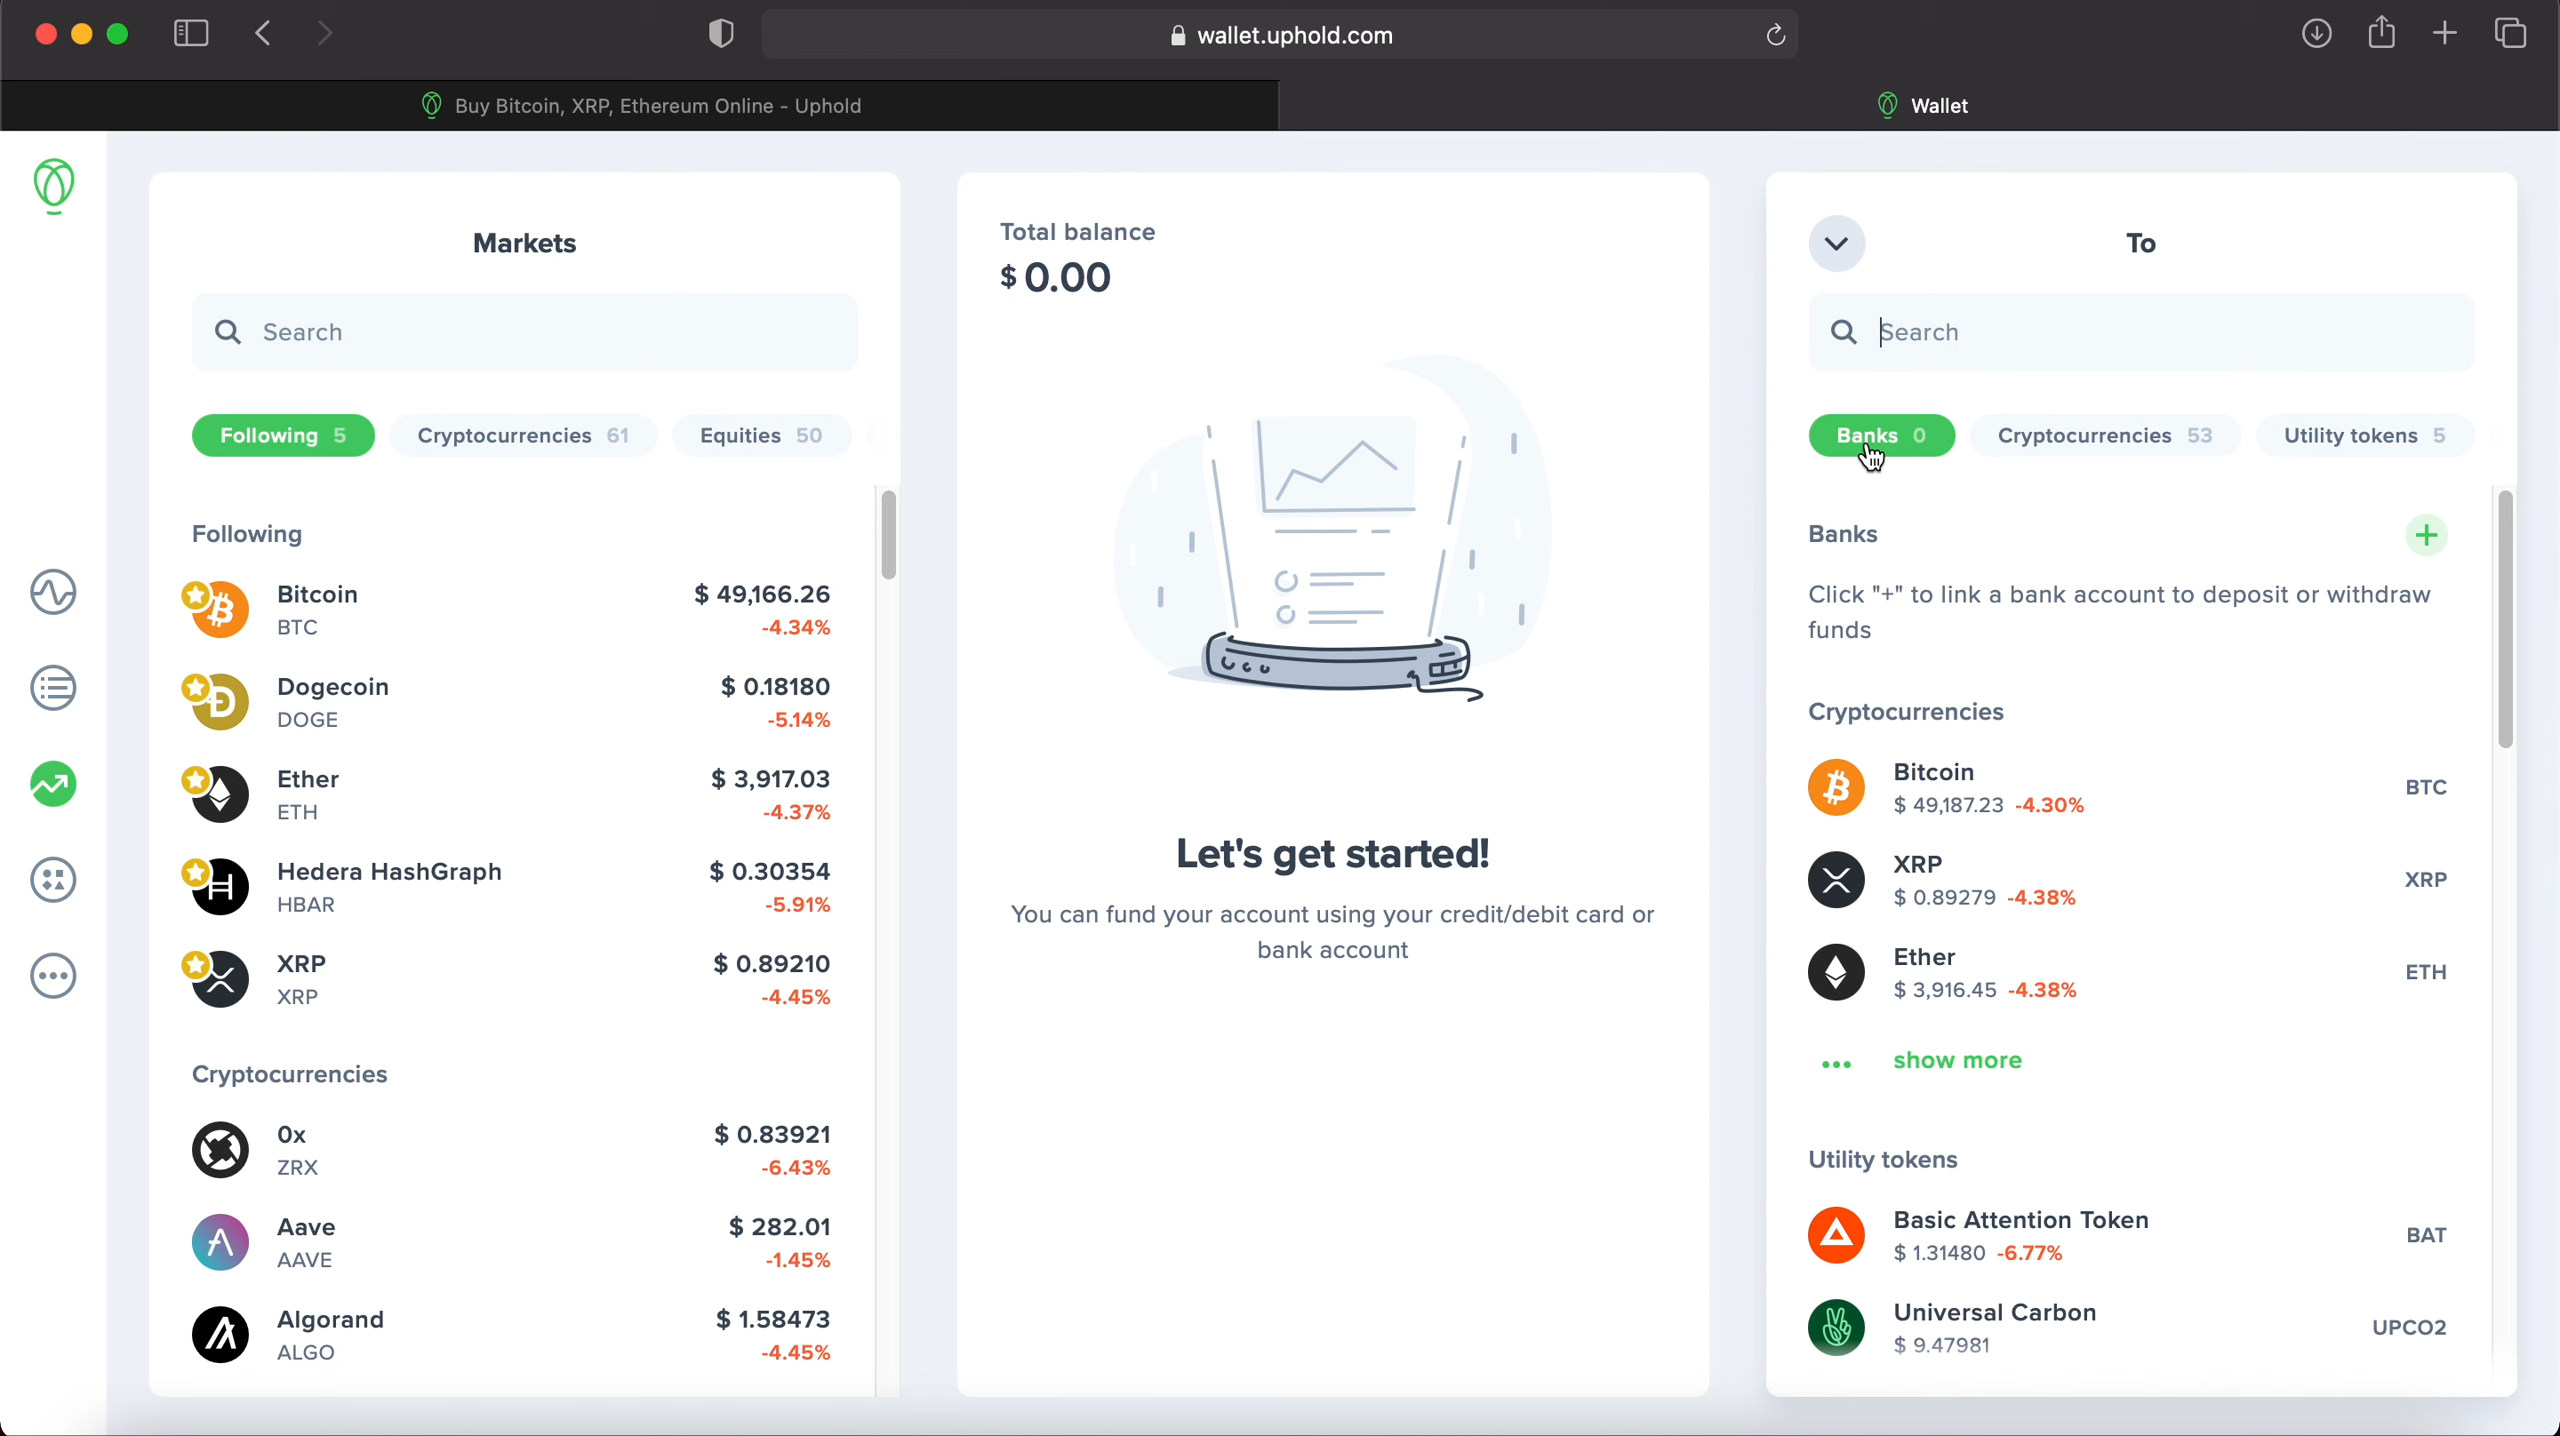 wallet.uphold.com
Buy Bitcoin, XRP, Ethereum Online - Uphold
Wallet
Markets
Search
Following 5
Cryptocurrencies 61
Equities 50
Following
Bitcoin $ 49,166.26
BTC -4.34%
Dogecoin $ 0.18180
DOGE -5.14%
Ether $ 3,917.03
ETH -4.37%
Hedera HashGraph $ 0.30354
HBAR -5.91%
XRP $ 0.89210
XRP -4.45%
Cryptocurrencies
0x $ 0.83921
ZRX -6.43%
Aave $ 282.01
AAVE -1.45%
Algorand $ 1.58473
ALGO -4.45%
Total balance
$ 0.00
Let's get started!
You can fund your account using your credit/debit card or
bank account
To
Search
Banks 0
Cryptocurrencies 53
Utility tokens 5
Banks
Click "+" to link a bank account to deposit or withdraw
funds
Cryptocurrencies
Bitcoin
$ 49,187.23 -4.30%
BTC
XRP
$ 0.89279 -4.38%
XRP
Ether
$ 3,916.45 -4.38%
ETH
show more
Utility tokens
Basic Attention Token
$ 1.31480 -6.77%
BAT
Universal Carbon
$ 9.47981
UPCO2